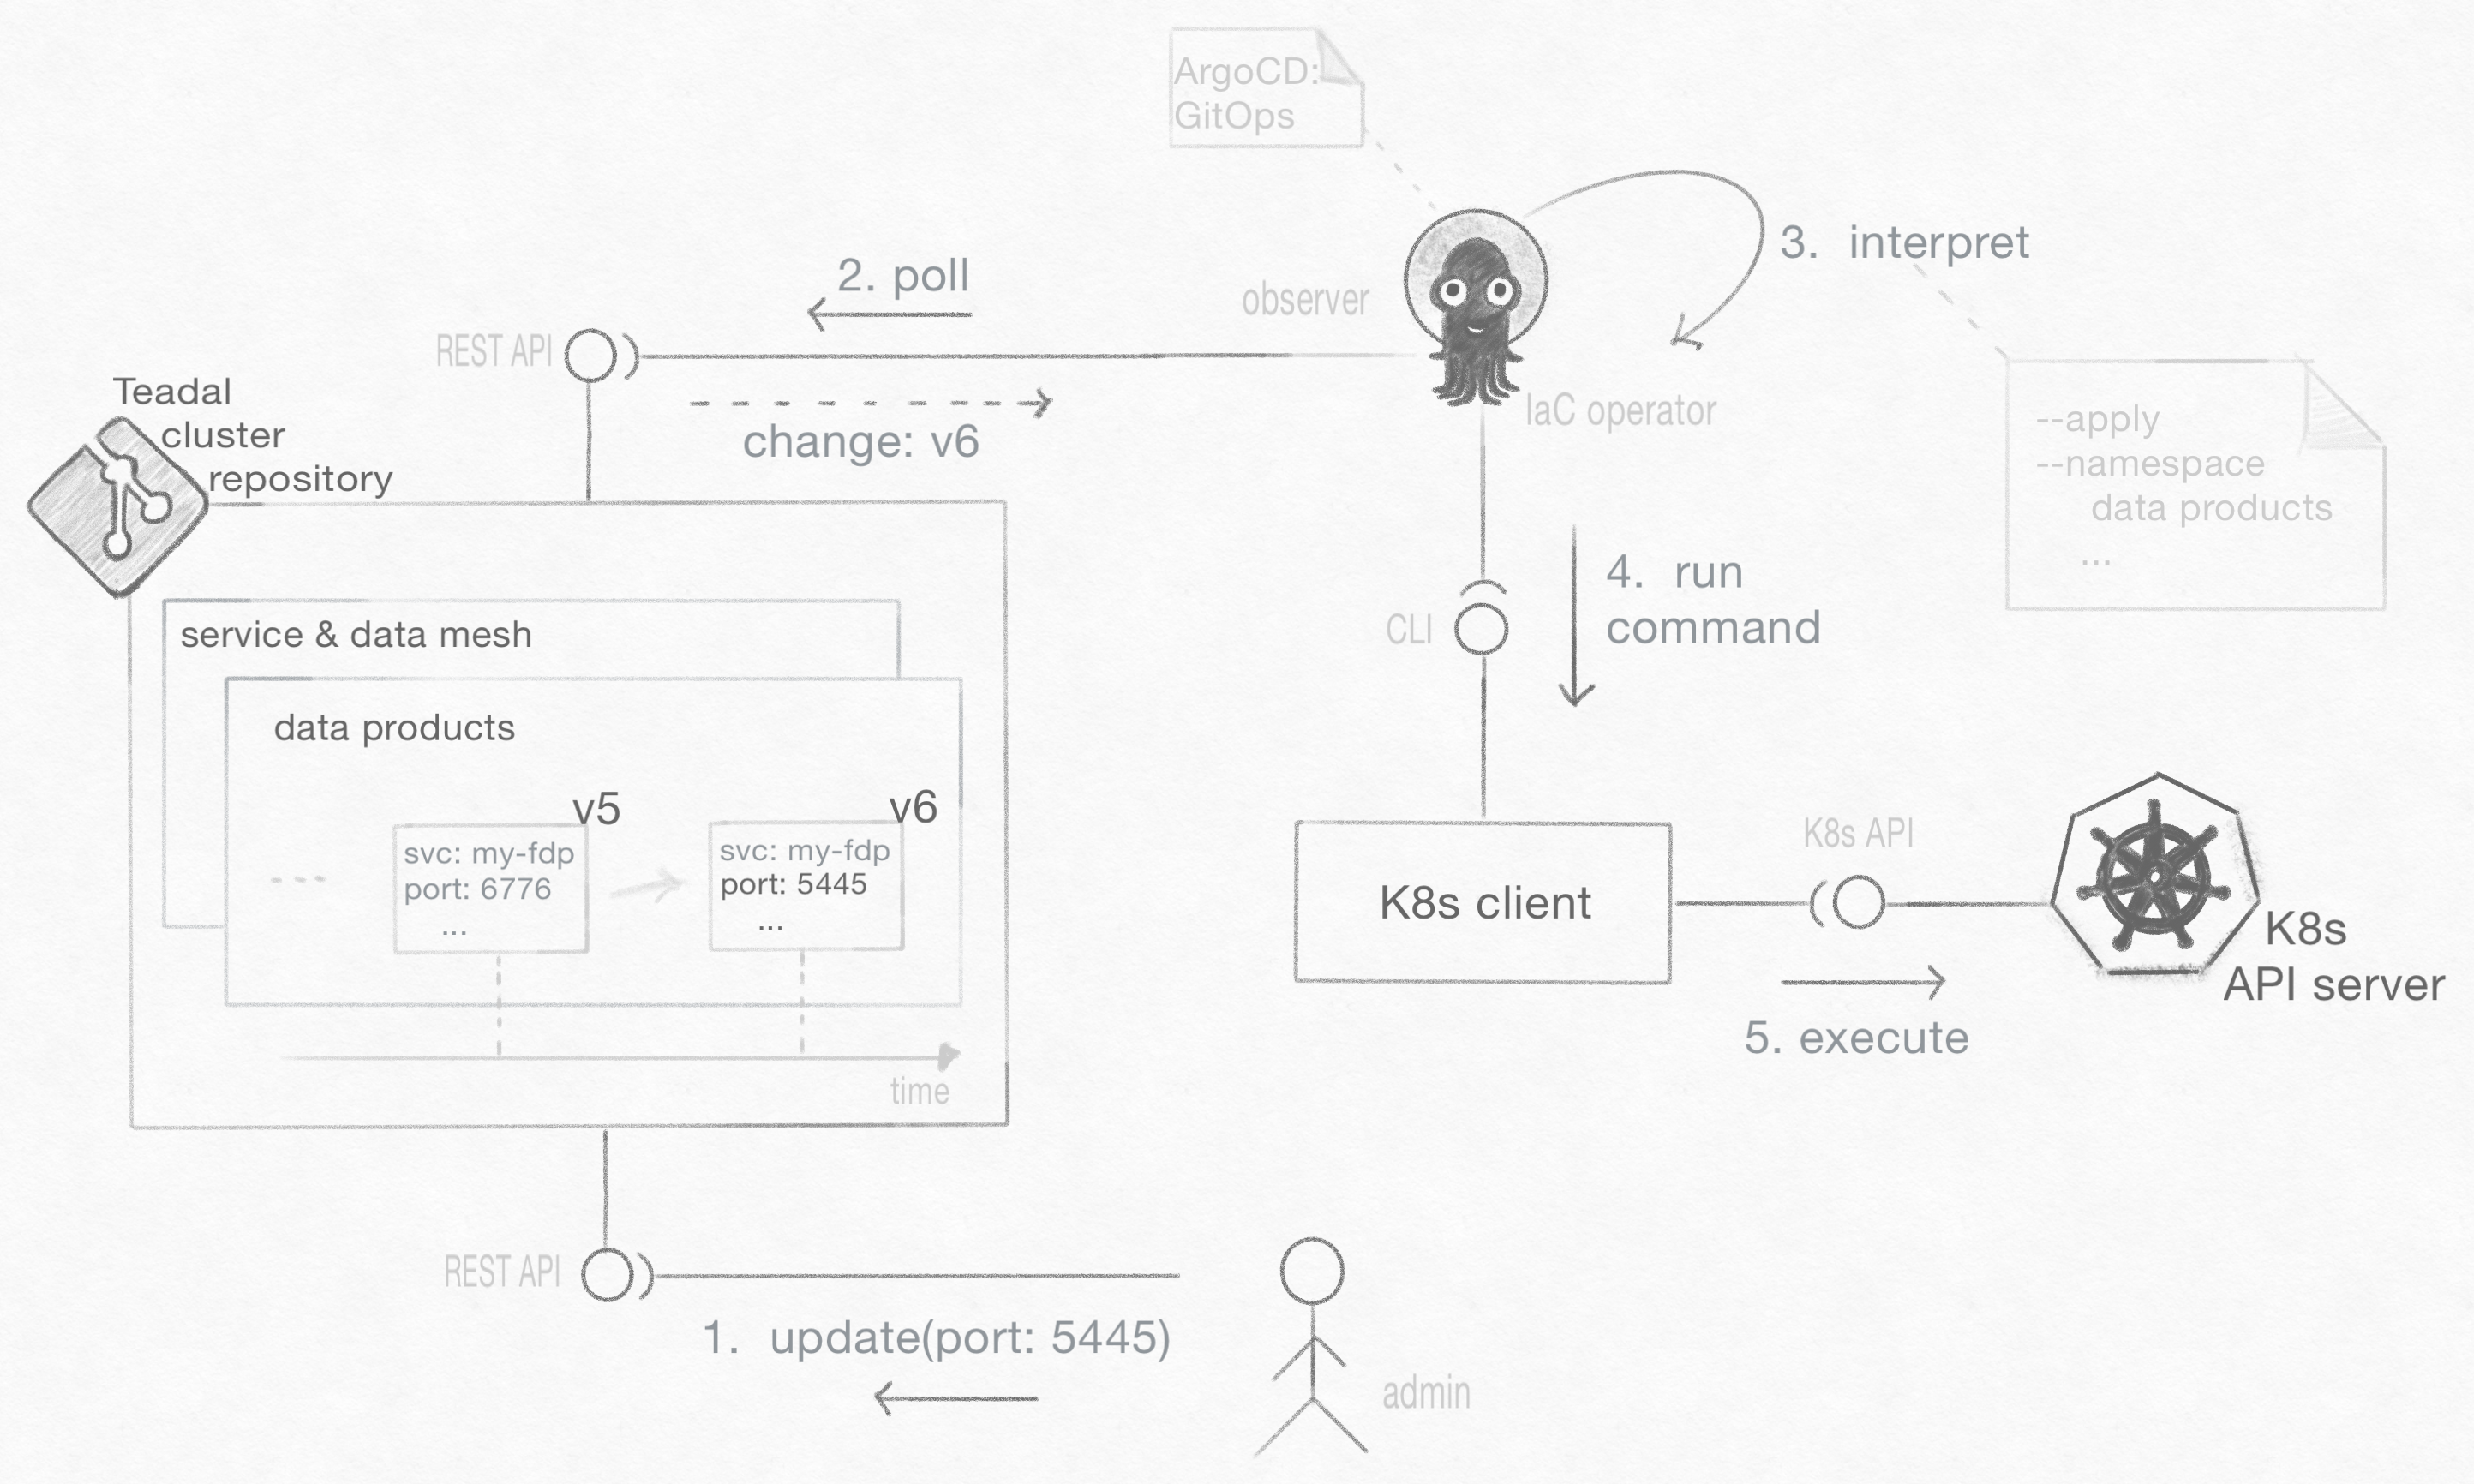 ArgoCD:
GitOps
3. interpret
2. poll
observer
REST API
Teadal
cluster
repository
change: v6
IaC operator
--apply
--namespace
data products
...
4. run
command
CLI
service & data mesh
data products
v5
v6
svc: my-fdp
port: 6776
...
svc: my-fdp
port: 5445
...
time
K8s client
K8s API
K8s
API server
5. execute
REST API
1. update(port: 5445)
admin